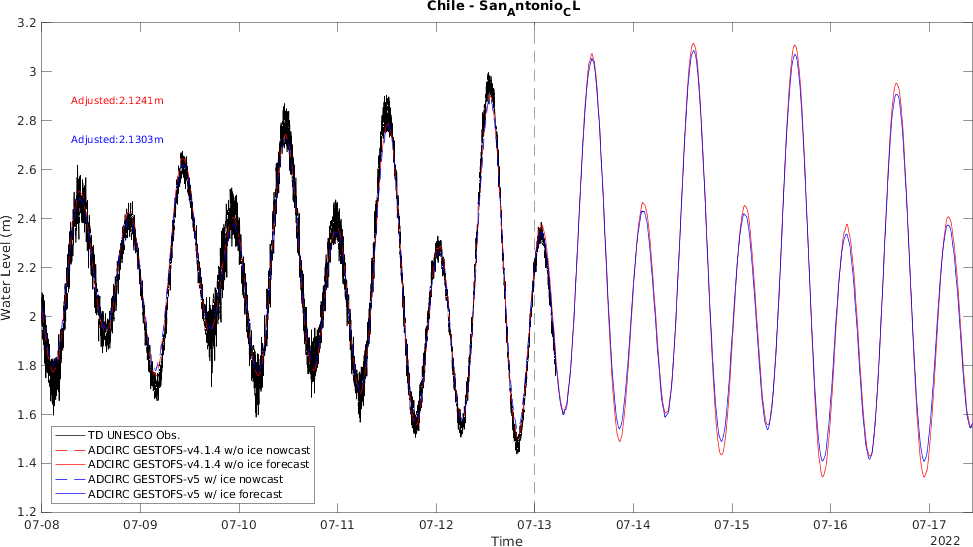 Chile - SanAntonioCL
3.2
3
2.8
2.6
2.4
2.2
2
1.8
1.6
1.4
1.2
Water Level (m)
Adjusted:2.1241m
Adjusted:2.1303m
TD UNESCO Obs.
ADCIRC GESTOFS-v4.1.4 w/o ice nowcast
ADCIRC GESTOFS-v4.1.4 w/o ice forecast
ADCIRC GESTOFS-v5 w/ ice nowcast
ADCIRC GESTOFS-v5 w/ ice forecast
07-08 07-09 07-10 07-11 07-12 07-13 07-14 07-15 07-16 07-17
Time
2022